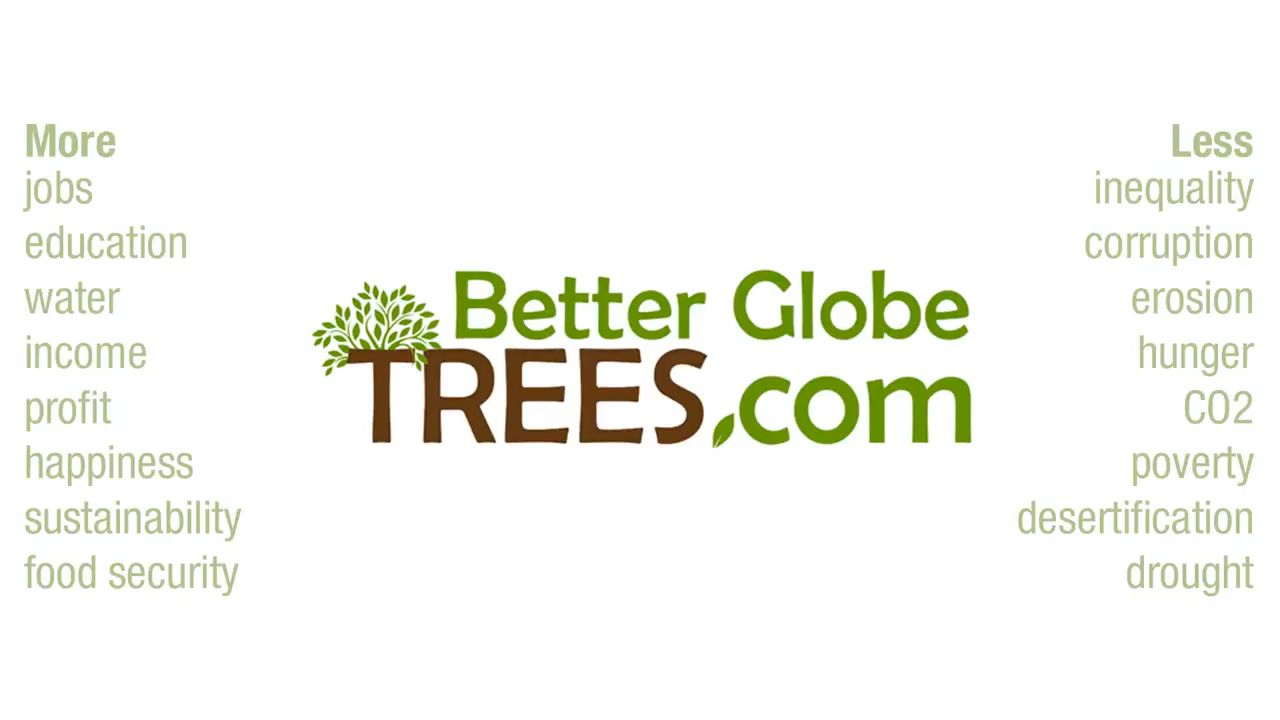 More
jobs
education
water
income
profit
happiness
sustainability
food security
Better Globe
TREES.com
Less
inequality
corruption
erosion
hunger
CO2
poverty
desertification
drought